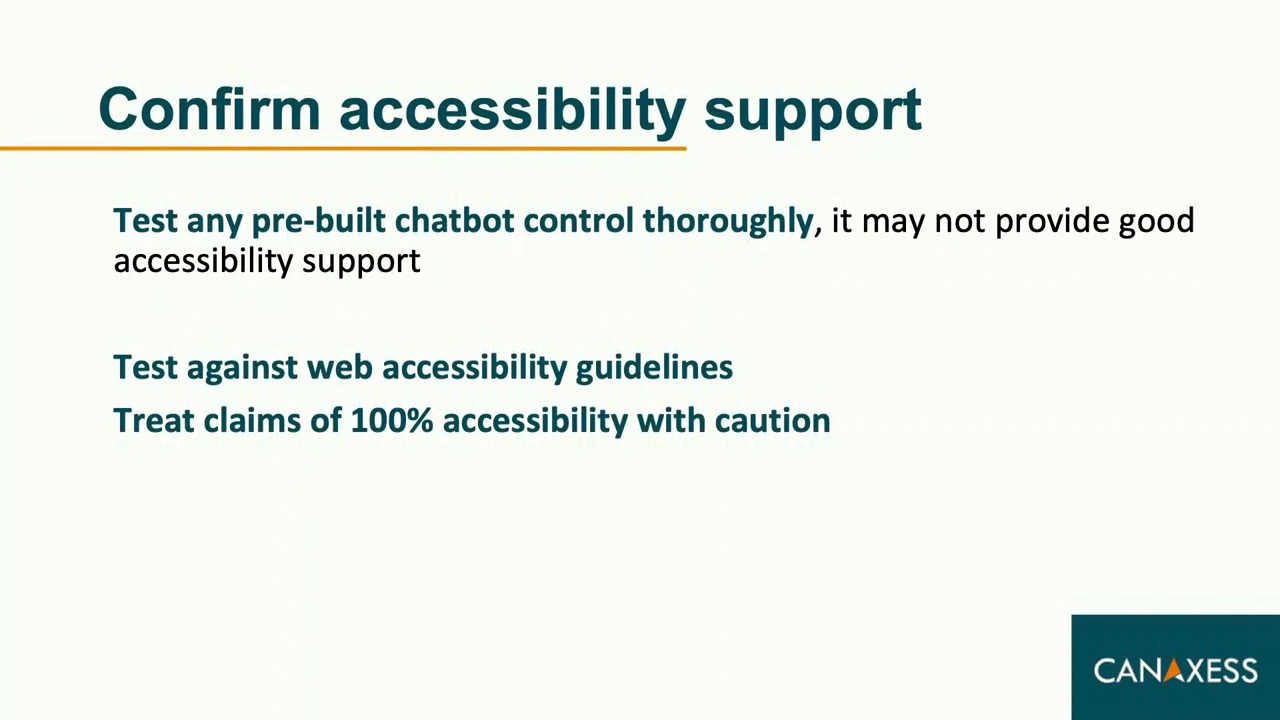 Confirm accessibility support
Test any pre-built chatbot control thoroughly, it may not provide good
accessibility support
Test against web accessibility guidelines
Treat claims of 100% accessibility with caution
CANAXESS